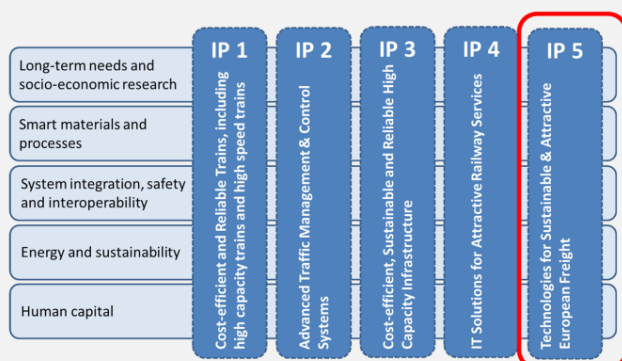 IP 1
IP 2
IP 3
IP 4
IP 5
Long-term needs and
socio-economic research
Smart materials and
processes
System integration, safety
and interoperability
Energy and sustainability
Human capital
Cost-efficient and Reliable Trains, including
high capacity trains and high speed trains
Advanced Traffic Management & Control
Systems
Cost-efficient, Sustainable and Reliable High
Capacity Infrastructure
IT Solutions for Attractive Railway Services
Technologies for Sustainable & Attractive
European Freight